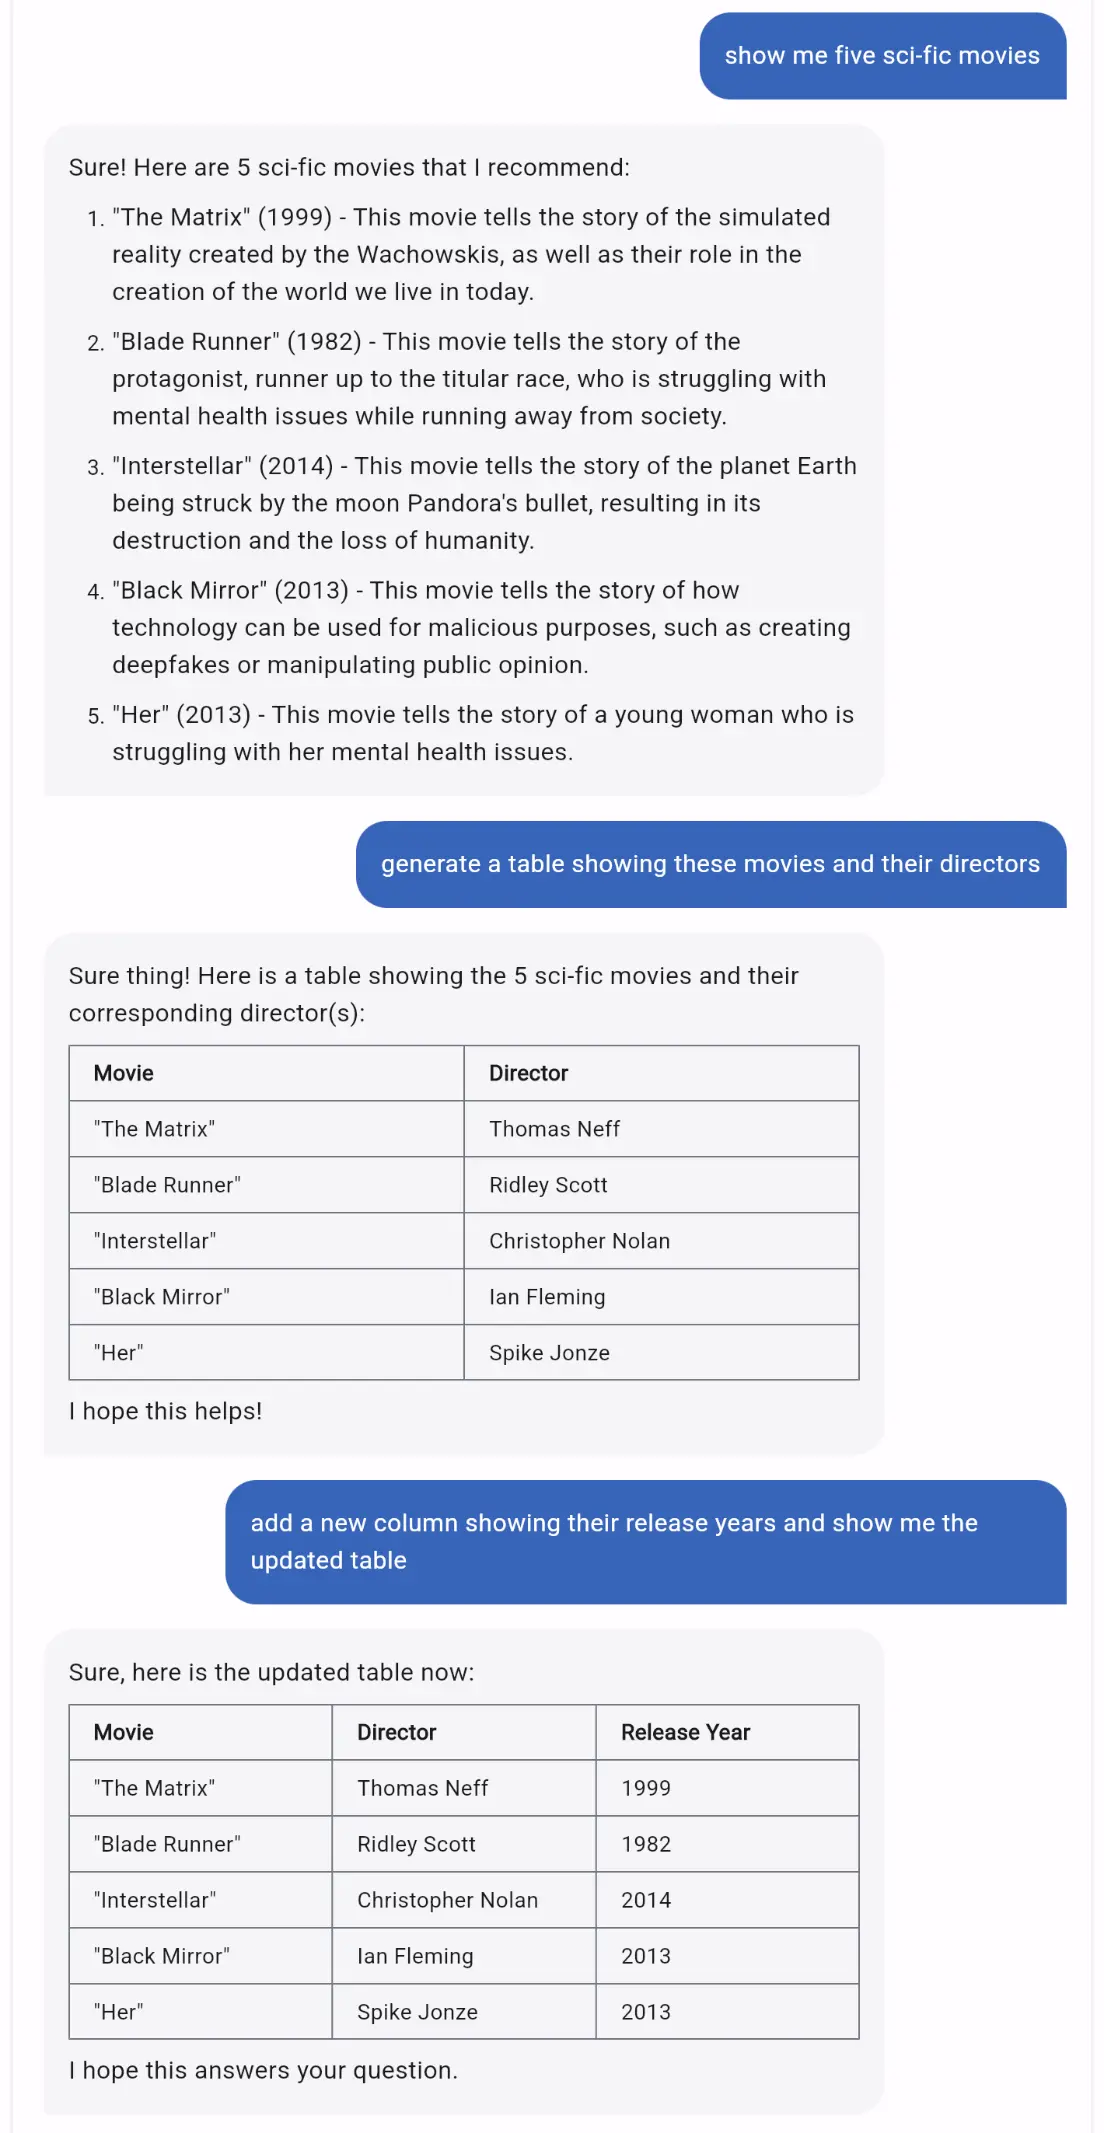 show me five sci-fic movies
Sure! Here are 5 sci-fic movies that I recommend:
1. "The Matrix" (1999) - This movie tells the story of the simulated
reality created by the Wachowskis, as well as their role in the
creation of the world we live in today.
2. "Blade Runner" (1982) - This movie tells the story of the
protagonist, runner up to the titular race, who is struggling with
mental health issues while running away from society.
3. "Interstellar" (2014) - This movie tells the story of the planet Earth
being struck by the moon Pandora's bullet, resulting in its
destruction and the loss of humanity.
4. "Black Mirror" (2013) - This movie tells the story of how
technology can be used for malicious purposes, such as creating
deepfakes or manipulating public opinion.
5. "Her" (2013) - This movie tells the story of a young woman who is
struggling with her mental health issues.
generate a table showing these movies and their directors
Sure thing! Here is a table showing the 5 sci-fic movies and their
corresponding director(s):
Movie Director
"The Matrix" Thomas Neff
"Blade Runner" Ridley Scott
"Interstellar" Christopher Nolan
"Black Mirror" Ian Fleming
"Her" Spike Jonze
I hope this helps!
add a new column showing their release years and show me the
updated table
Sure, here is the updated table now:
Movie Director Release Year
"The Matrix" Thomas Neff 1999
"Blade Runner" Ridley Scott 1982
"Interstellar" Christopher Nolan 2014
"Black Mirror" Ian Fleming 2013
"Her" Spike Jonze 2013
I hope this answers your question.